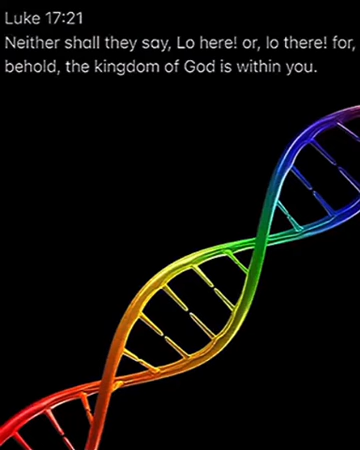 Luke 17:21
Neither shall they say, Lo here! or, lo there! for,
behold, the kingdom of God is within you.